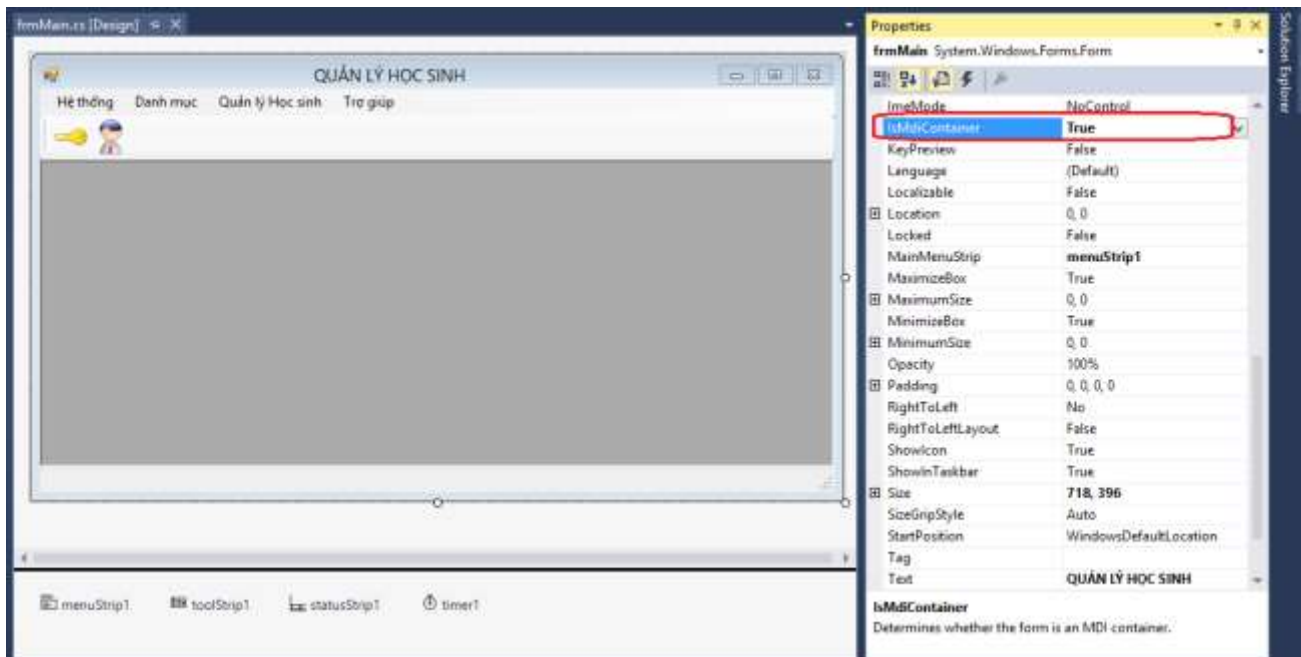 frmMain.cs [Design]
QUẢN LÝ HỌC SINH
Hệ thống Danh mục Quản lý Học sinh Trợ giúp
menuStrip1 toolStrip1 statusStrip1 timer1
Properties
frmMain System.Windows.Forms.Form
ImeMode NoControl
IsMdiContainer True
KeyPreview False
Language (Default)
Localizable False
Location 0, 0
Locked False
MainMenuStrip menuStrip1
MaximizeBox True
MaximumSize 0, 0
MinimizeBox True
MinimumSize 0, 0
Opacity 100%
Padding 0, 0, 0, 0
RightToLeft No
RightToLeftLayout False
ShowIcon True
ShowInTaskbar True
Size 718, 396
SizeGripStyle Auto
StartPosition WindowsDefaultLocation
Tag
Text QUẢN LÝ HỌC SINH
IsMdiContainer
Determines whether the form is an MDI container.
Solution Explorer